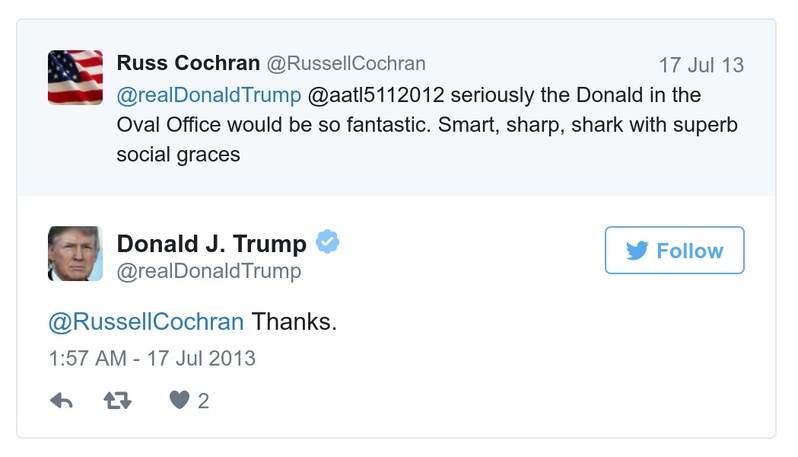 Russ Cochran @RussellCochran 17 Jul 13
@realDonaldTrump @aatl5112012 seriously the Donald in the
Oval Office would be so fantastic. Smart, sharp, shark with superb
social graces
Donald J. Trump
@realDonaldTrump
Follow
@RussellCochran Thanks.
1:57 AM - 17 Jul 2013
2